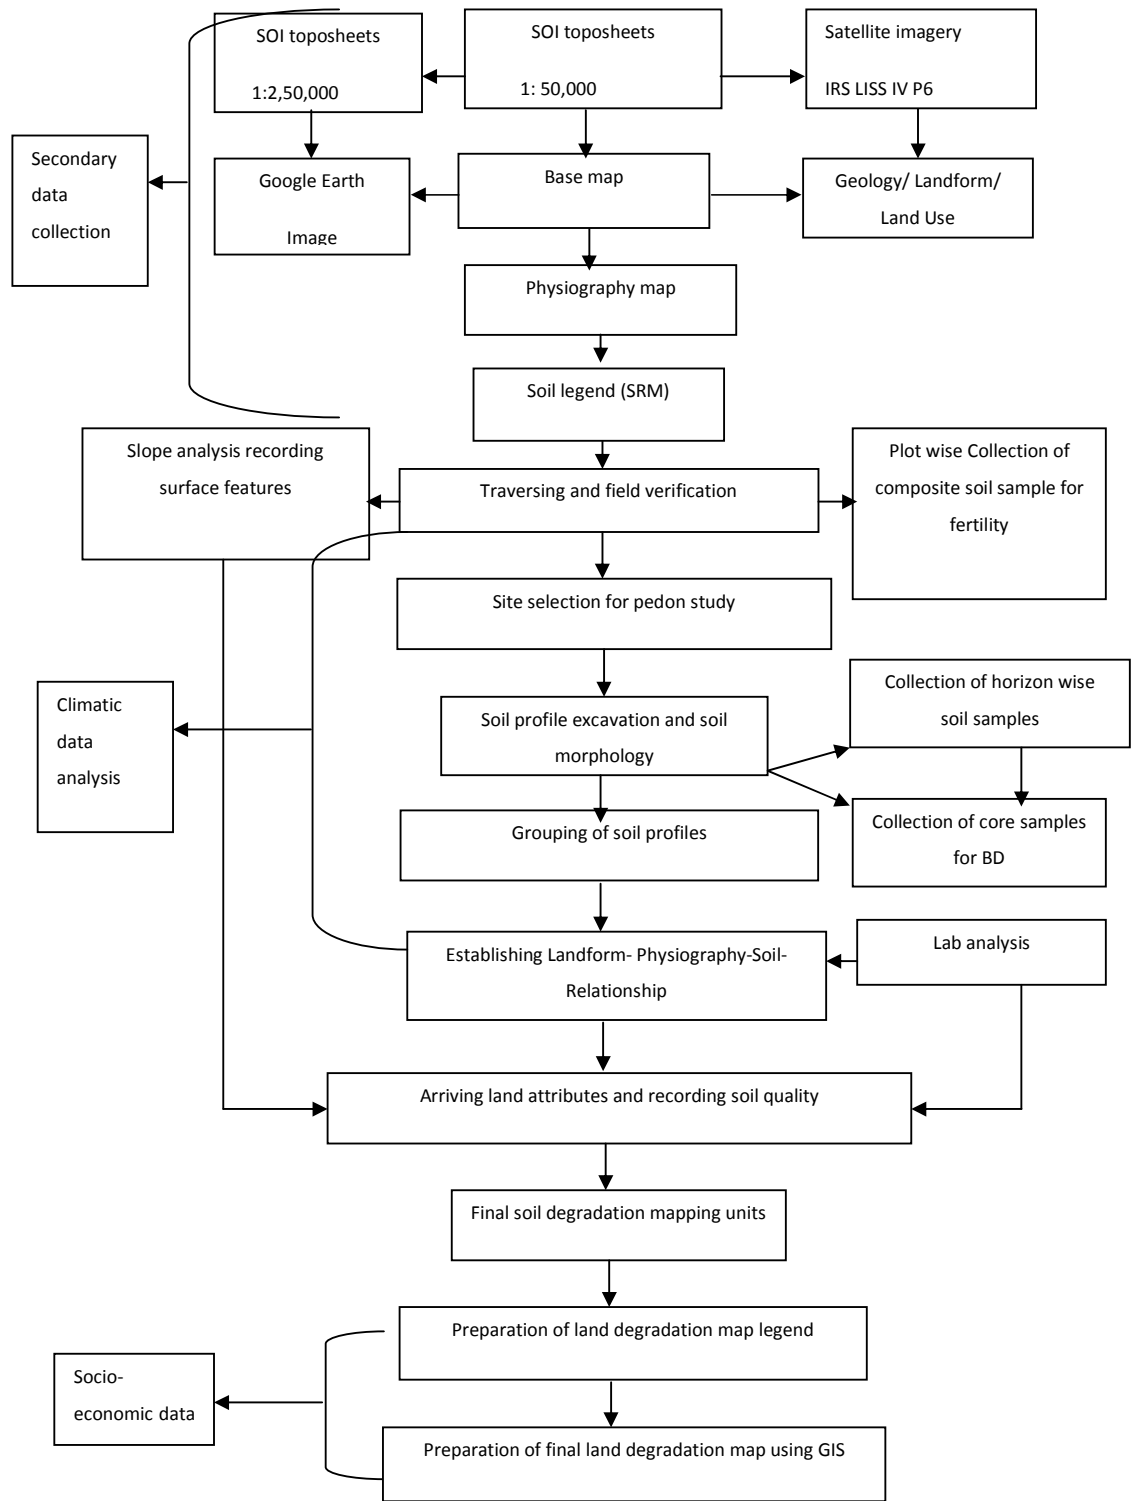 SOI toposheets
1:2,50,000
SOI toposheets
1: 50,000
Satellite imagery
IRS LISS IV P6
Secondary
data
collection
Google Earth
Image
Base map
Geology/ Landform/
Land Use
Physiography map
Soil legend (SRM)
Slope analysis recording
surface features
Traversing and field verification
Plot wise Collection of
composite soil sample for
fertility
Site selection for pedon study
Climatic
data
analysis
Soil profile excavation and soil
morphology
Collection of horizon wise
soil samples
Grouping of soil profiles
Collection of core samples
for BD
Establishing Landform- Physiography-Soil-
Relationship
Lab analysis
Arriving land attributes and recording soil quality
Final soil degradation mapping units
Preparation of land degradation map legend
Socio-
economic data
Preparation of final land degradation map using GIS